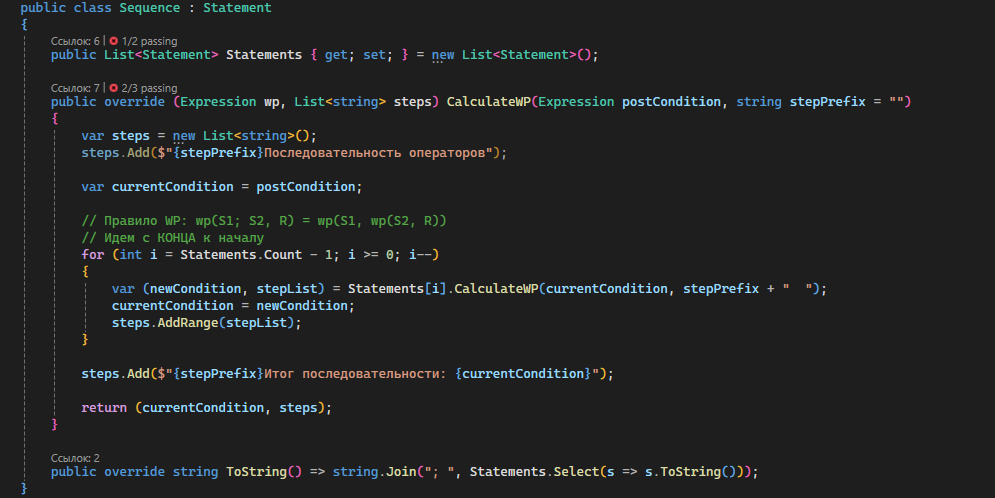 public class Sequence : Statement
{
Ссылок: 6 | 1/2 passing
public List<Statement> Statements { get; set; } = new List<Statement>();
Ссылок: 7 | 2/3 passing
public override (Expression wp, List<string> steps) CalculateWP(Expression postCondition, string stepPrefix = "")
{
var steps = new List<string>();
steps.Add($"{stepPrefix}Последовательность операторов");
var currentCondition = postCondition;
// Правило WP: wp(S1; S2, R) = wp(S1, wp(S2, R))
// Идем с КОНЦА к началу
for (int i = Statements.Count - 1; i >= 0; i--)
{
var (newCondition, stepList) = Statements[i].CalculateWP(currentCondition, stepPrefix + "  ");
currentCondition = newCondition;
steps.AddRange(stepList);
}
steps.Add($"{stepPrefix}Итог последовательности: {currentCondition}");
return (currentCondition, steps);
}
Ссылок: 2
public override string ToString() => string.Join("; ", Statements.Select(s => s.ToString()));
}